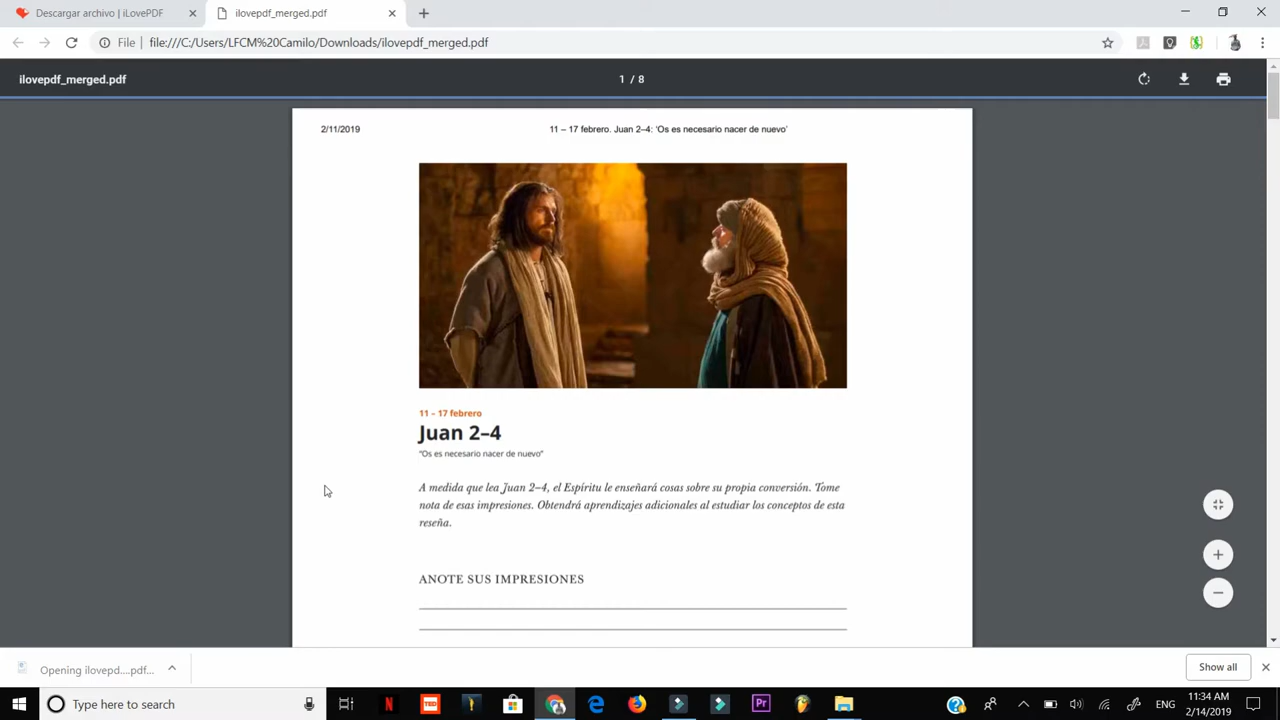 Descargar archivo | iLovePDF
ilovepdf_merged.pdf
File
file:///C:/Users/LFCM%20Camilo/Downloads/ilovepdf_merged.pdf
ilovepdf_merged.pdf
1 / 8
2/11/2019
11 – 17 febrero. Juan 2–4: 'Os es necesario nacer de nuevo'
11 – 17 febrero
Juan 2–4
"Os es necesario nacer de nuevo"
A medida que lea Juan 2–4, el Espíritu le enseñará cosas sobre su propia conversión. Tome
nota de esas impresiones. Obtendrá aprendizajes adicionales al estudiar los conceptos de esta
reseña.
ANOTE SUS IMPRESIONES
Opening ilovepd....pdf...
Show all
Type here to search
N
TED
Pr
ENG
11:34 AM
2/14/2019